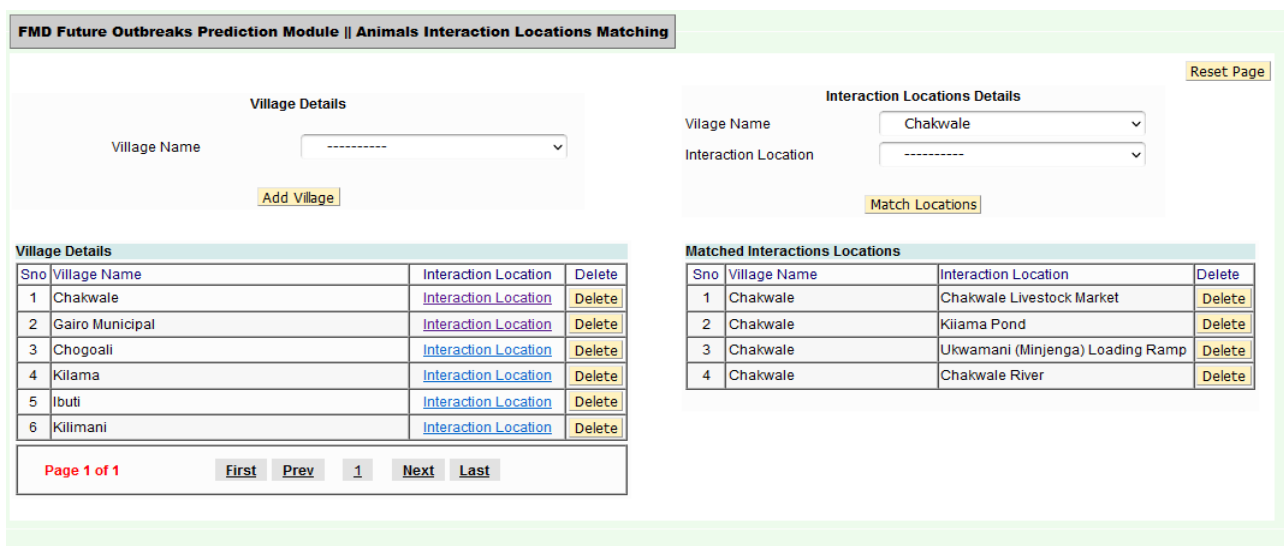 FMD Future Outbreaks Prediction Module || Animals Interaction Locations Matching
Reset Page
Village Details
Village Name ----------
Add Village
Interaction Locations Details
Vilage Name Chakwale
Interaction Location ----------
Match Locations
Village Details
Sno Village Name Interaction Location Delete
1 Chakwale Interaction Location Delete
2 Gairo Municipal Interaction Location Delete
3 Chogoali Interaction Location Delete
4 Kilama Interaction Location Delete
5 Ibuti Interaction Location Delete
6 Kilimani Interaction Location Delete
Page 1 of 1 First Prev 1 Next Last
Matched Interactions Locations
Sno Village Name Interaction Location Delete
1 Chakwale Chakwale Livestock Market Delete
2 Chakwale Kiiama Pond Delete
3 Chakwale Ukwamani (Minjenga) Loading Ramp Delete
4 Chakwale Chakwale River Delete